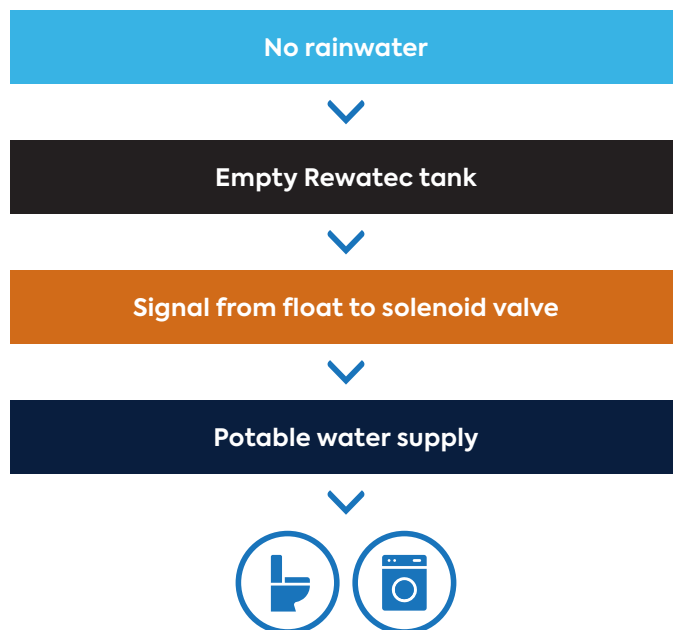 No rainwater
Empty Rewatec tank
Signal from float to solenoid valve
Potable water supply